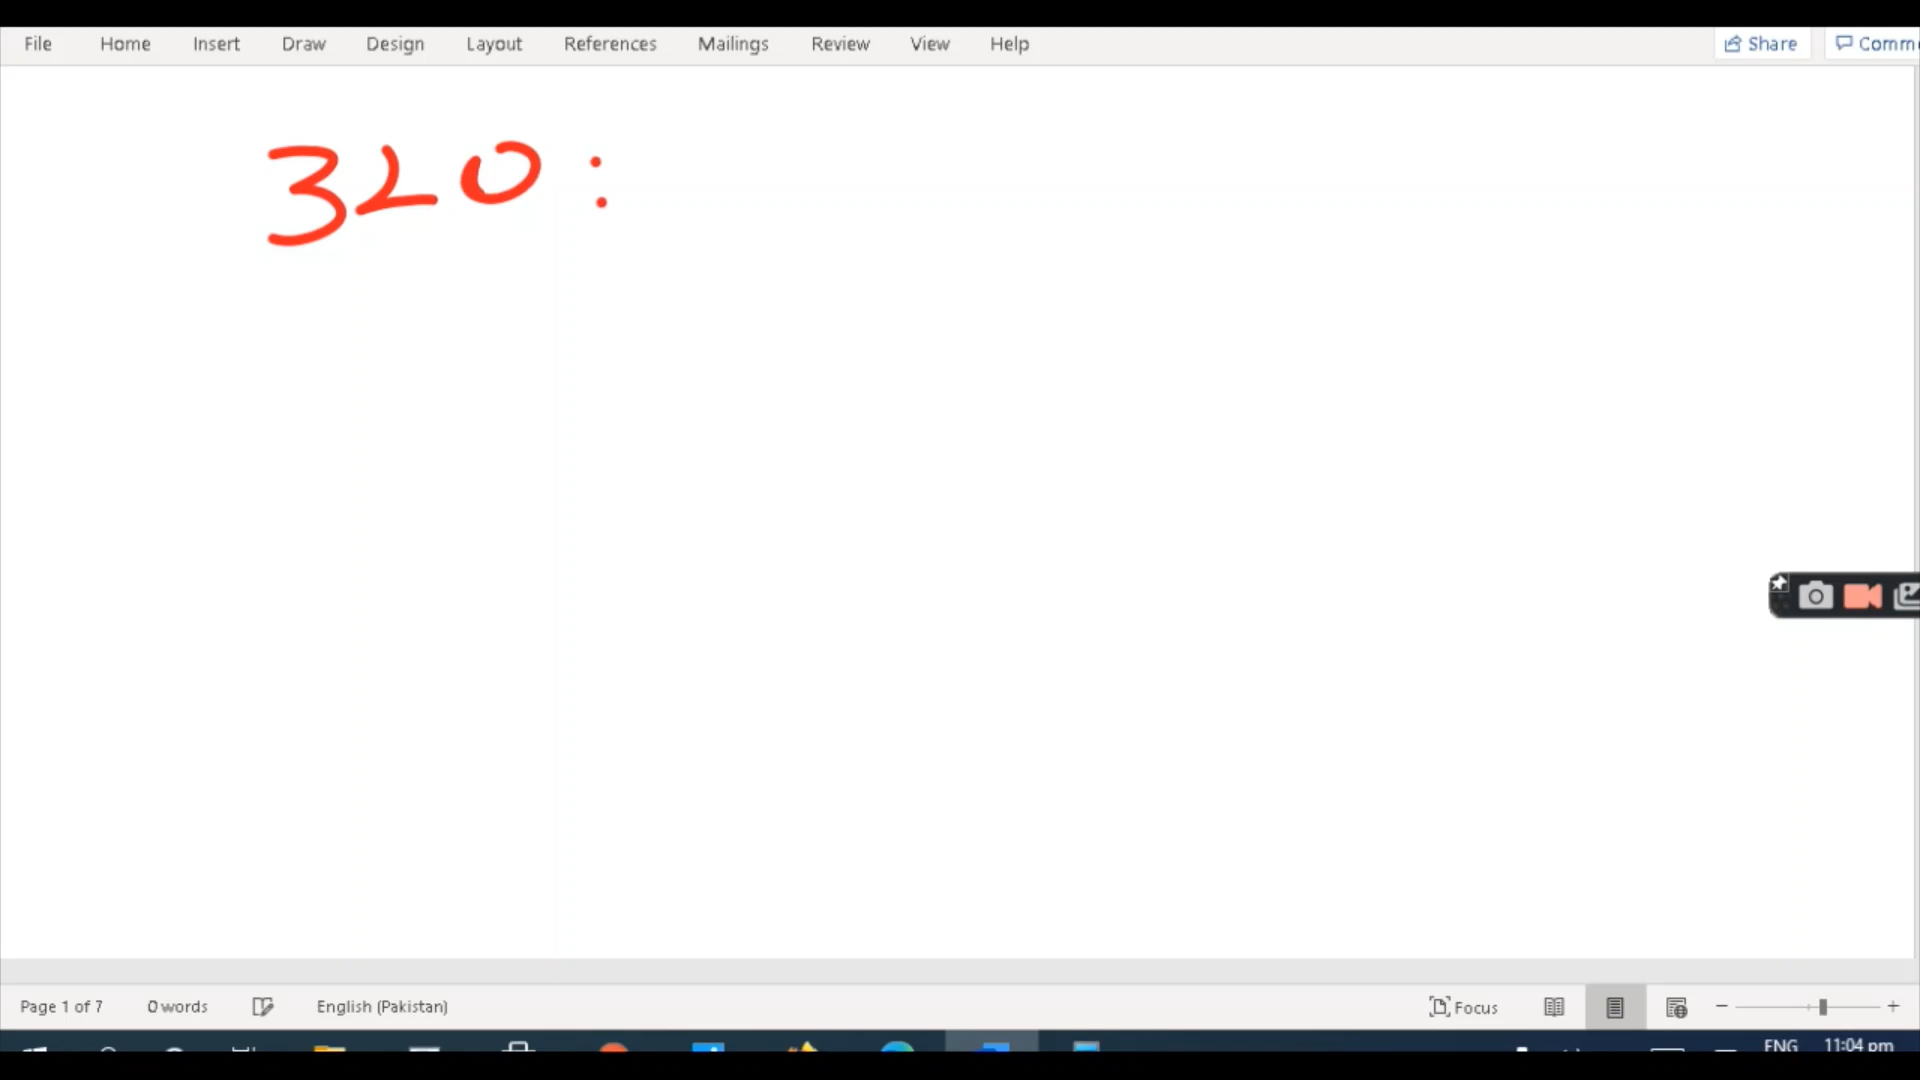 File Home Insert Draw Design Layout References Mailings Review View Help Share Comme
320 :
Page 1 of 7 0 words English (Pakistan) Focus
ENG 11:04 pm